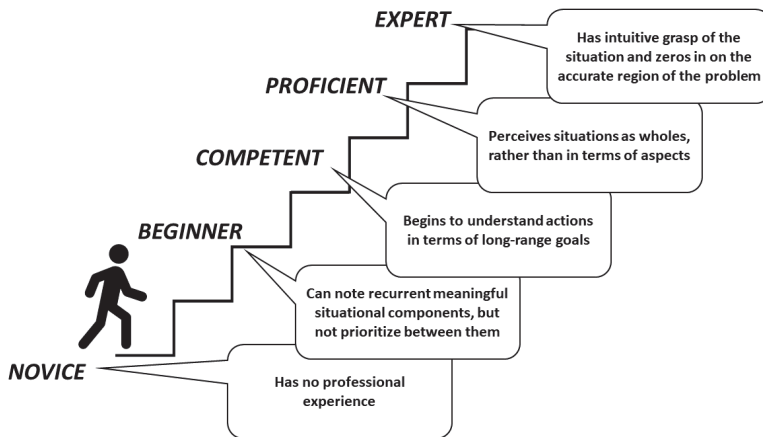 EXPERT
Has intuitive grasp of the
situation and zeros in on the
accurate region of the problem
PROFICIENT
Perceives situations as wholes,
rather than in terms of aspects
COMPETENT
Begins to understand actions
in terms of long-range goals
BEGINNER
Can note recurrent meaningful
situational components, but
not prioritize between them
NOVICE
Has no professional
experience